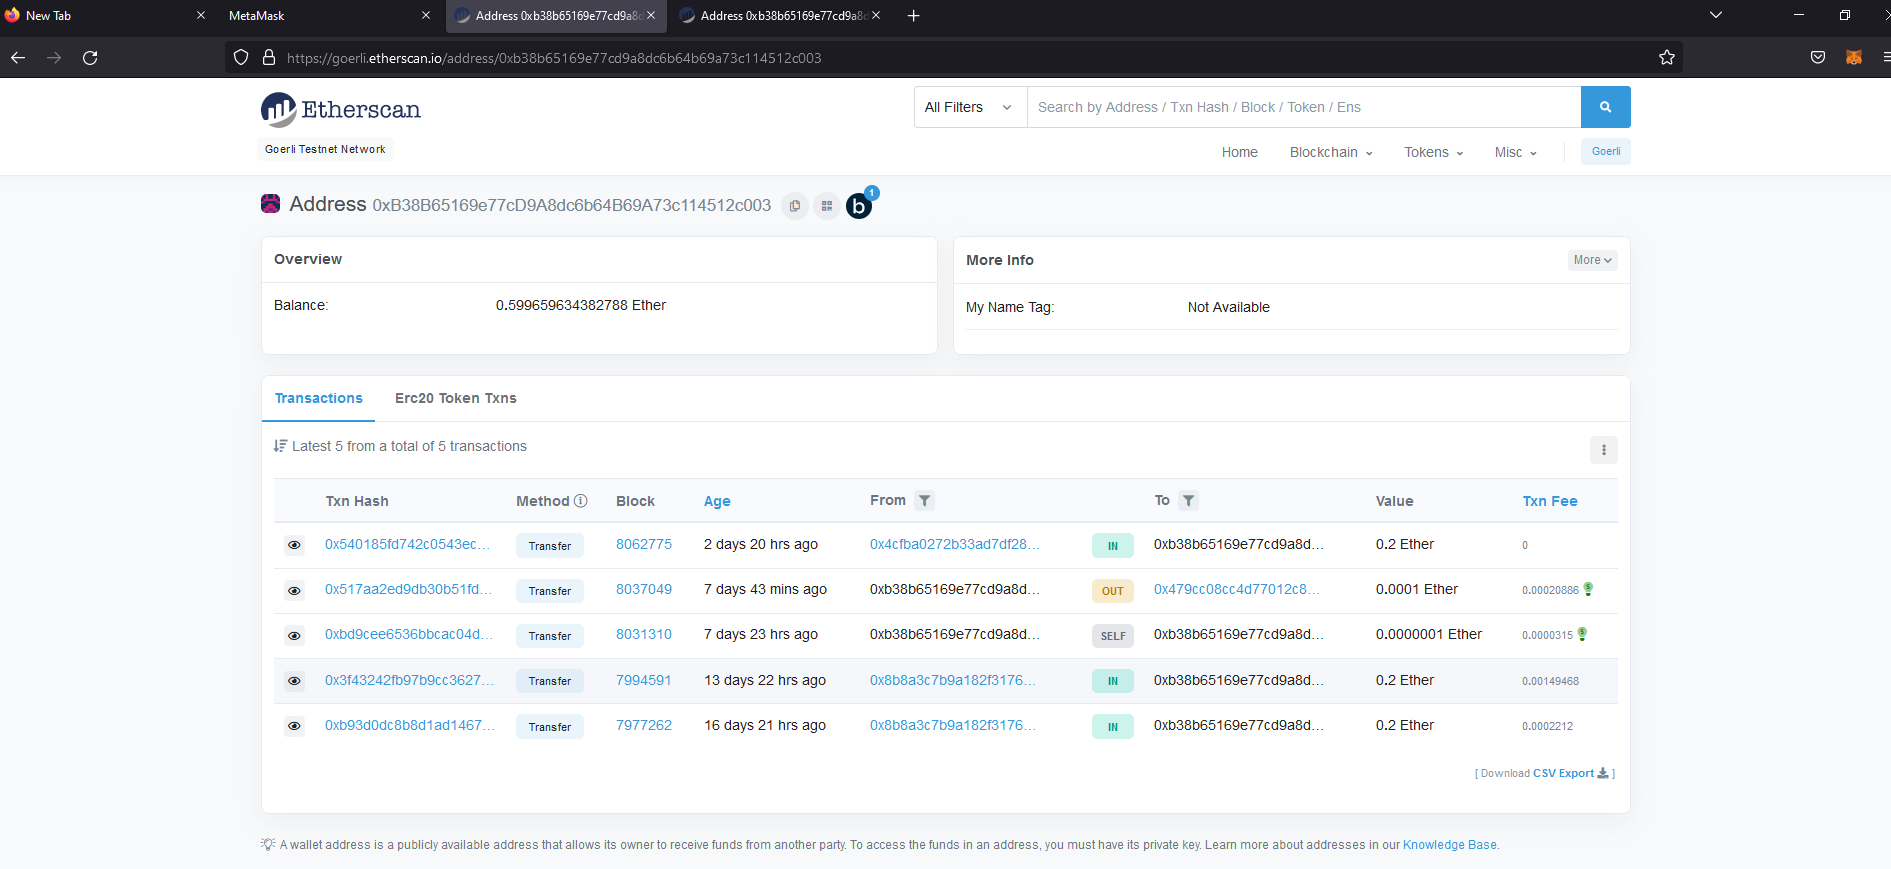 New Tab
MetaMask
Address 0xb38b65169e77cd9a8d
Address 0xb38b65169e77cd9a8d
https://goerli.etherscan.io/address/0xb38b65169e77cd9a8dc6b64b69a73c114512c003
Etherscan
All Filters
Search by Address / Txn Hash / Block / Token / Ens
Goerli Testnet Network
Home Blockchain Tokens Misc Goerli
Address 0xB38B65169e77cD9A8dc6b64B69A73c114512c003 b 1
Overview
Balance: 0.599659634382788 Ether
More Info
More
My Name Tag: Not Available
Transactions Erc20 Token Txns
Latest 5 from a total of 5 transactions
Txn Hash Method Block Age From To Value Txn Fee
0x540185fd742c0543ec... Transfer 8062775 2 days 20 hrs ago 0x4cfba0272b33ad7df28... IN 0xb38b65169e77cd9a8d... 0.2 Ether 0
0x517aa2ed9db30b51fd... Transfer 8037049 7 days 43 mins ago 0xb38b65169e77cd9a8d... OUT 0x479cc08cc4d77012c8... 0.0001 Ether 0.00020886
0xbd9cee6536bbcac04d... Transfer 8031310 7 days 23 hrs ago 0xb38b65169e77cd9a8d... SELF 0xb38b65169e77cd9a8d... 0.0000001 Ether 0.0000315
0x3f43242fb97b9cc3627... Transfer 7994591 13 days 22 hrs ago 0x8b8a3c7b9a182f3176... IN 0xb38b65169e77cd9a8d... 0.2 Ether 0.00149468
0xb93d0dc8b8d1ad1467... Transfer 7977262 16 days 21 hrs ago 0x8b8a3c7b9a182f3176... IN 0xb38b65169e77cd9a8d... 0.2 Ether 0.0002212
[ Download CSV Export ]
A wallet address is a publicly available address that allows its owner to receive funds from another party. To access the funds in an address, you must have its private key. Learn more about addresses in our Knowledge Base.